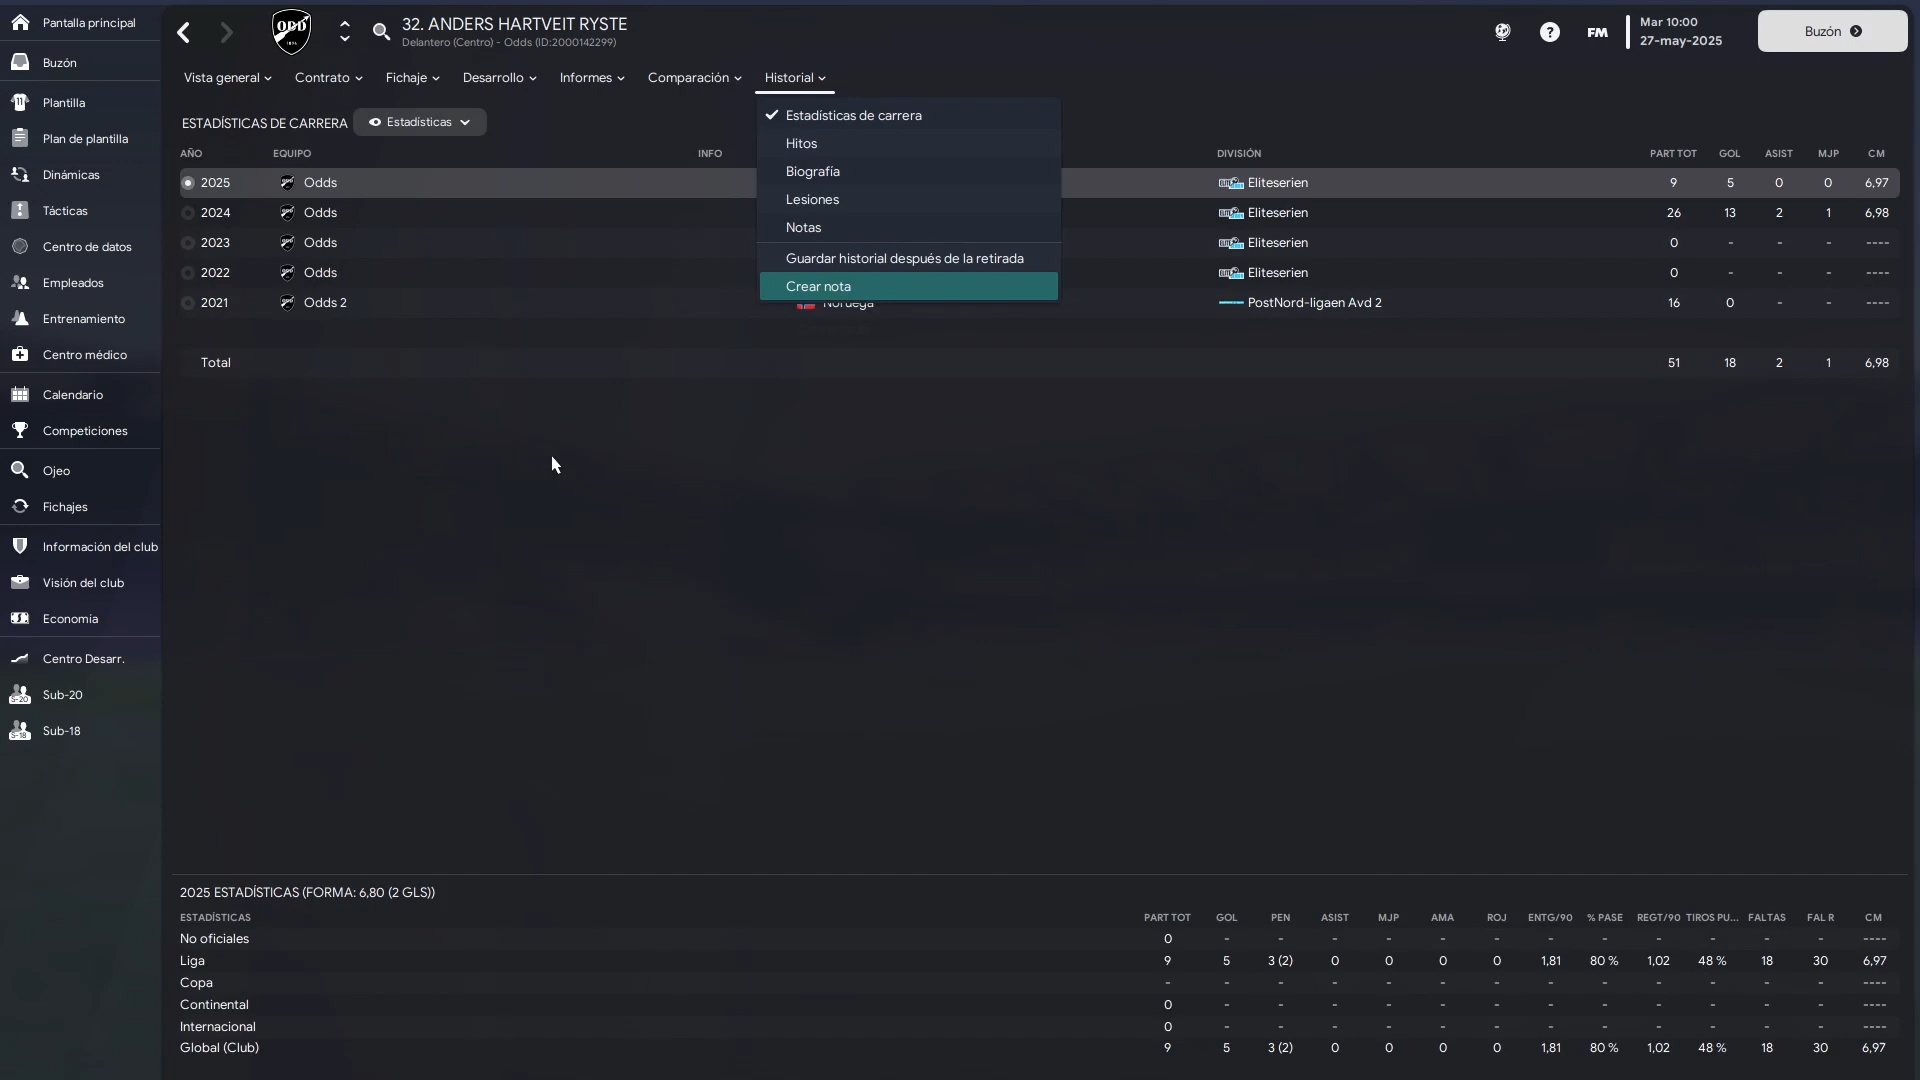 Pantalla principal
Buzón
Plantilla
Plan de plantilla
Dinámicas
Tácticas
Centro de datos
Empleados
Entrenamiento
Centro médico
Calendario
Competiciones
Ojeo
Fichajes
Información del club
Visión del club
Economía
Centro Desarr.
Sub-20
Sub-18
32. ANDERS HARTVEIT RYSTE
Delantero (Centro) - Odds (ID:2000142299)
FM
Mar 10:00
27-may-2025
Buzón
Vista general Contrato Fichaje Desarrollo Informes Comparación Historial
ESTADÍSTICAS DE CARRERA Estadísticas
Estadísticas de carrera
Hitos
Biografía
Lesiones
Notas
Guardar historial después de la retirada
Crear nota
AÑO EQUIPO INFO DIVISIÓN PART TOT GOL ASIST MJP CM
2025 Odds Eliteserien 9 5 0 0 6,97
2024 Odds Eliteserien 26 13 2 1 6,98
2023 Odds Eliteserien 0 - - - ----
2022 Odds Eliteserien 0 - - - ----
2021 Odds 2 Noruega PostNord-ligaen Avd 2 16 0 - - ----
Total 51 18 2 1 6,98
2025 ESTADÍSTICAS (FORMA: 6,80 (2 GLS))
ESTADÍSTICAS PART TOT GOL PEN ASIST MJP AMA ROJ ENTG/90 % PASE REGT/90 TIROS PU... FALTAS FAL R CM
No oficiales 0 - - - - - - - - - - - - ----
Liga 9 5 3 (2) 0 0 0 0 1,81 80 % 1,02 48 % 18 30 6,97
Copa - - - - - - - - - - - - - ----
Continental 0 - - - - - - - - - - - - ----
Internacional 0 - - - - - - - - - - - - ----
Global (Club) 9 5 3 (2) 0 0 0 0 1,81 80 % 1,02 48 % 18 30 6,97